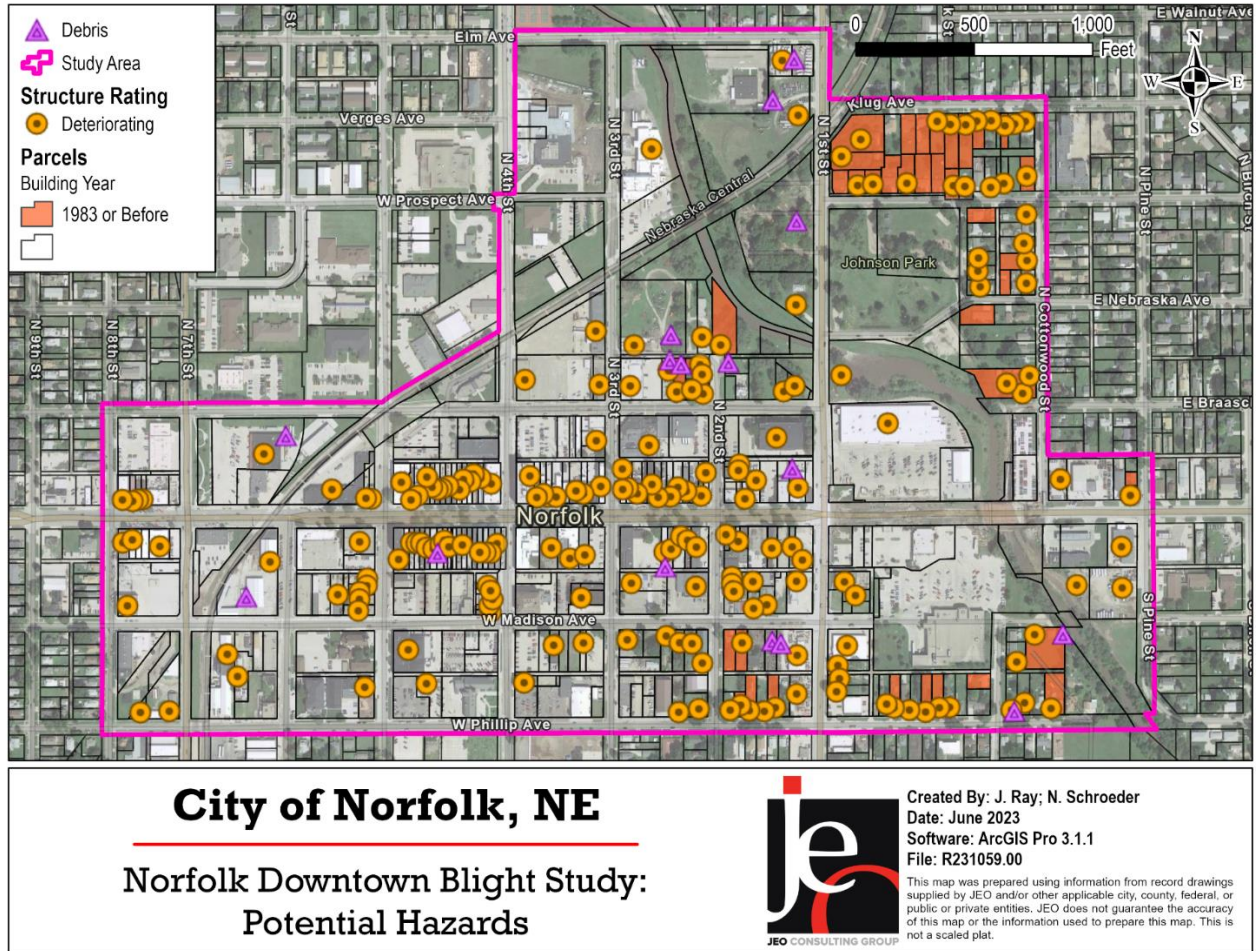 Debris
Study Area
Structure Rating
Deteriorating
Parcels
Building Year
1983 or Before
St
Elm Ave
0 500 1,000
Feet
k St
E Walnut Ave
N
W E
S
Verges Ave
Klug Ave
N 3rd St
N 1st St
N 4th St
N Pine St
N Birch St
W Prospect Ave
Nebraska Central
Johnson Park
E Nebraska Ave
N 9th St
N 8th St
N 7th St
N 3rd St
N Cottonwood St
N 2nd St
E Braasch
Norfolk
W Madison Ave
S Pine St
W Phillip Ave
City of Norfolk, NE
Norfolk Downtown Blight Study:
Potential Hazards
jeo
JEO CONSULTING GROUP
Created By: J. Ray; N. Schroeder
Date: June 2023
Software: ArcGIS Pro 3.1.1
File: R231059.00
This map was prepared using information from record drawings
supplied by JEO and/or other applicable city, county, federal, or
public or private entities. JEO does not guarantee the accuracy
of this map or the information used to prepare this map. This is
not a scaled plat.